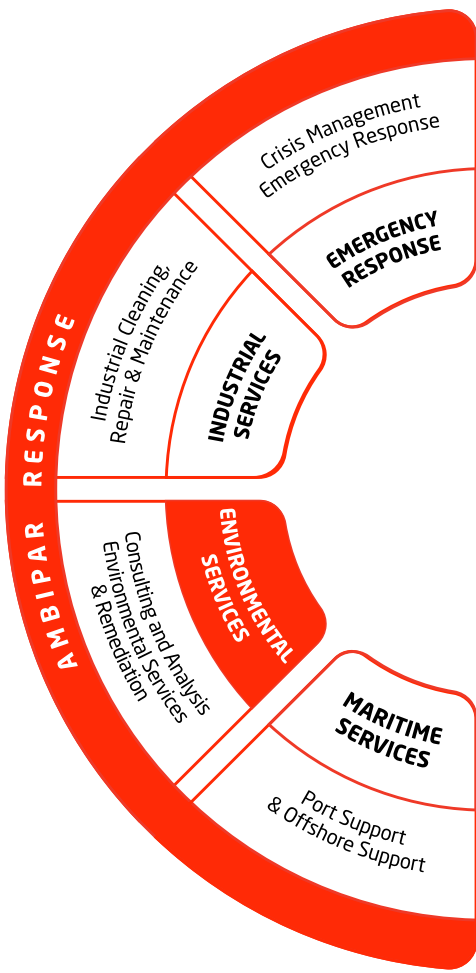 AMBIPAR RESPONSE
Crisis Management
Emergency Response
EMERGENCY
RESPONSE
Industrial Cleaning,
Repair & Maintenance
INDUSTRIAL
SERVICES
ENVIRONMENTAL
SERVICES
Consulting and Analysis
Environmental Services
& Remediation
MARITIME
SERVICES
Port Support
& Offshore Support